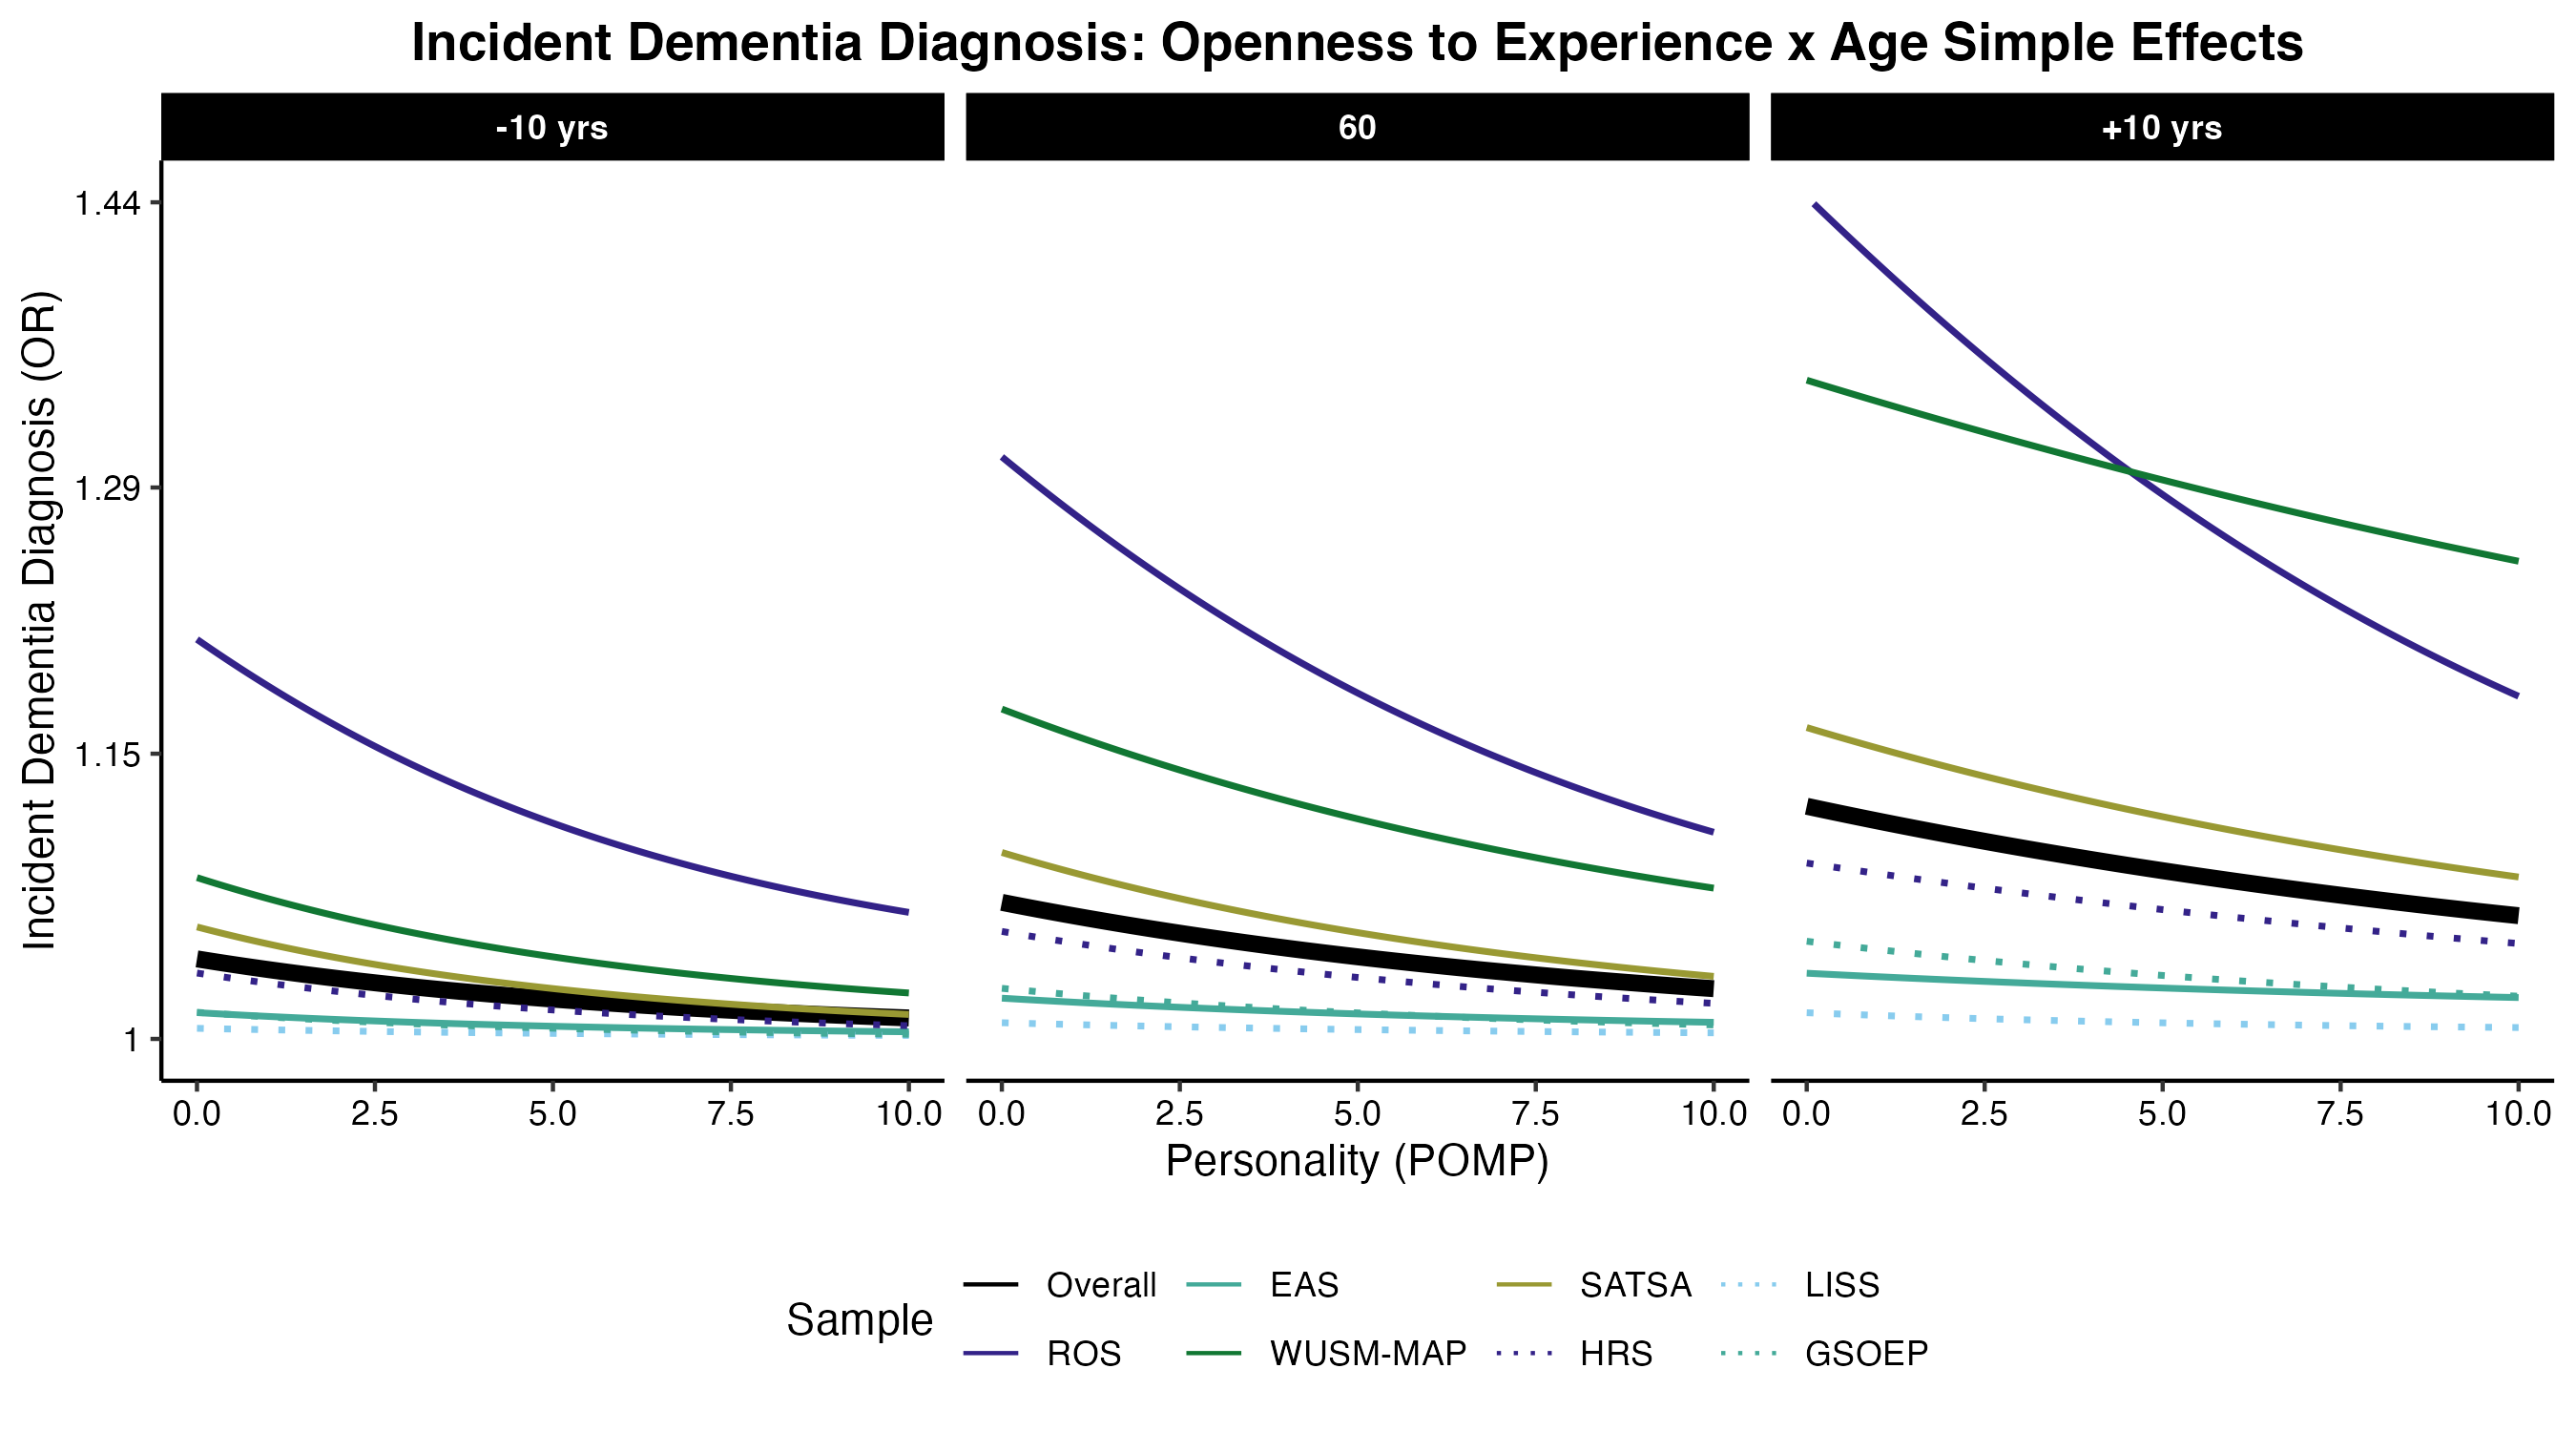 Incident Dementia Diagnosis: Openness to Experience x Age Simple Effects
-10 yrs
60
+10 yrs
Incident Dementia Diagnosis (OR)
1.44
1.29
1.15
1
0.0 2.5 5.0 7.5 10.0
0.0 2.5 5.0 7.5 10.0
0.0 2.5 5.0 7.5 10.0
Personality (POMP)
Sample
Overall EAS SATSA LISS
ROS WUSM-MAP HRS GSOEP